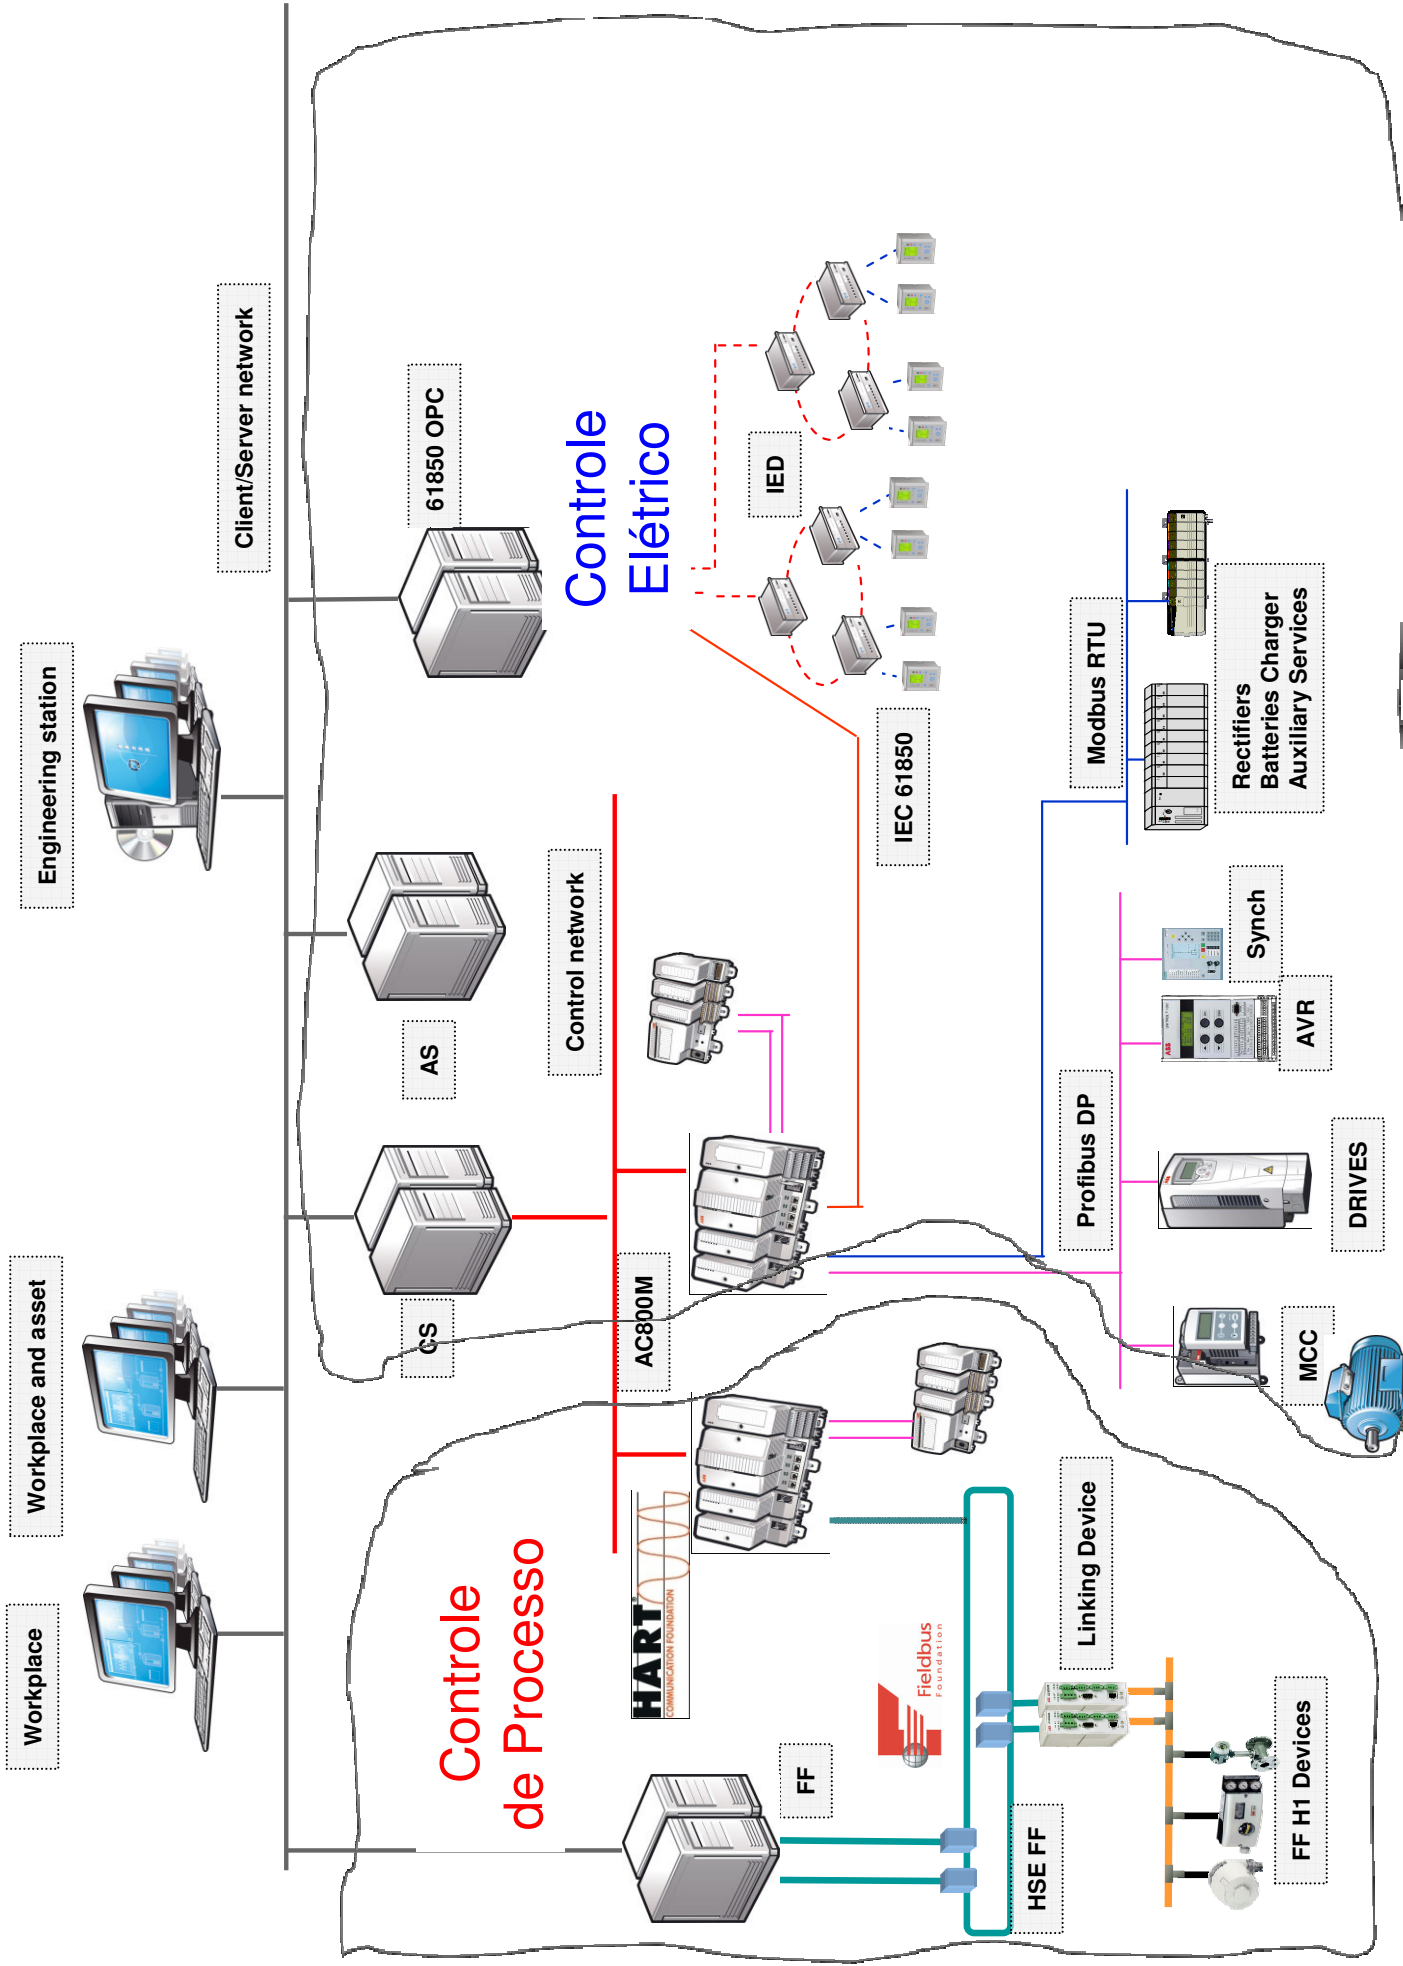 Workplace
Workplace and asset
Engineering station
Client/Server network
CS
AS
61850 OPC
Controle
de Processo
Controle
Elétrico
Control network
AC800M
FF
HART
COMMUNICATION FOUNDATION
Fieldbus
Foundation
IED
IEC 61850
HSE FF
Linking Device
FF H1 Devices
Profibus DP
Modbus RTU
MCC
DRIVES
AVR
Synch
Rectifiers
Batteries Charger
Auxiliary Services
ABB